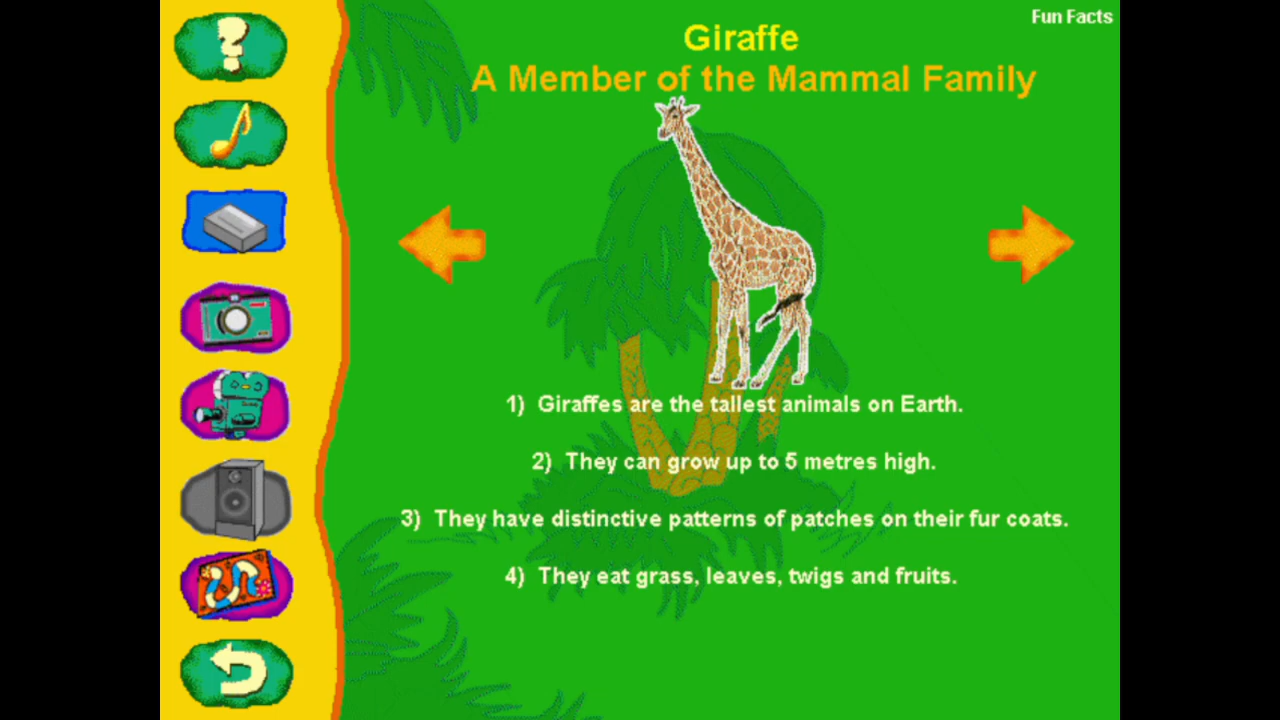 Fun Facts
Giraffe
A Member of the Mammal Family
1) Giraffes are the tallest animals on Earth.
2) They can grow up to 5 metres high.
3) They have distinctive patterns of patches on their fur coats.
4) They eat grass, leaves, twigs and fruits.